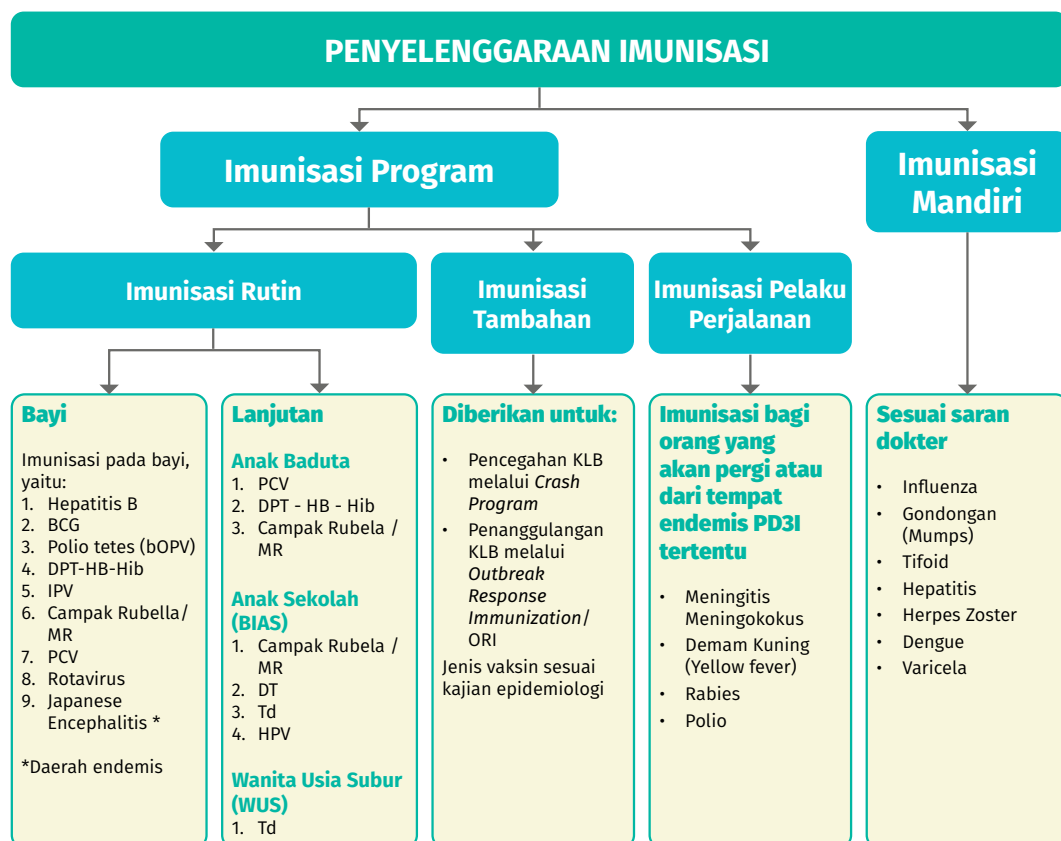 PENYELENGGARAAN IMUNISASI
Imunisasi Program
Imunisasi
Mandiri
Imunisasi Rutin
Imunisasi
Tambahan
Imunisasi Pelaku
Perjalanan
Bayi
Imunisasi pada bayi,
yaitu:
1. Hepatitis B
2. BCG
3. Polio tetes (bOPV)
4. DPT-HB-Hib
5. IPV
6. Campak Rubella/
MR
7. PCV
8. Rotavirus
9. Japanese
Encephalitis *
*Daerah endemis
Lanjutan
Anak Baduta
1. PCV
2. DPT - HB - Hib
3. Campak Rubela /
MR
Anak Sekolah
(BIAS)
1. Campak Rubela /
MR
2. DT
3. Td
4. HPV
Wanita Usia Subur
(WUS)
1. Td
Diberikan untuk:
• Pencegahan KLB
melalui Crash
Program
• Penanggulangan
KLB melalui
Outbreak
Response
Immunization/
ORI
Jenis vaksin sesuai
kajian epidemiologi
Imunisasi bagi
orang yang
akan pergi atau
dari tempat
endemis PD3I
tertentu
• Meningitis
Meningokokus
• Demam Kuning
(Yellow fever)
• Rabies
• Polio
Sesuai saran
dokter
• Influenza
• Gondongan
(Mumps)
• Tifoid
• Hepatitis
• Herpes Zoster
• Dengue
• Varicela